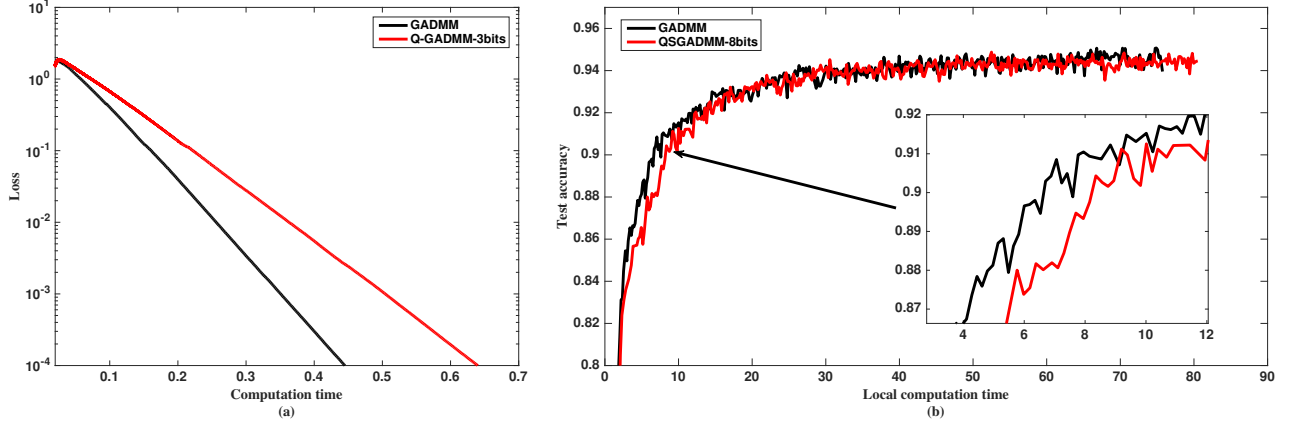 GADMM
Q-GADMM-3bits
10^1
10^0
10^-1
10^-2
10^-3
10^-4
Loss
0.1 0.2 0.3 0.4 0.5 0.6 0.7
Computation time
(a)
GADMM
QSGADMM-8bits
0.96
0.94
0.92
0.9
0.88
0.86
0.84
0.82
0.8
Test accuracy
0 10 20 30 40 50 60 70 80 90
Local computation time
(b)
0.92
0.91
0.9
0.89
0.88
0.87
4 6 8 10 12